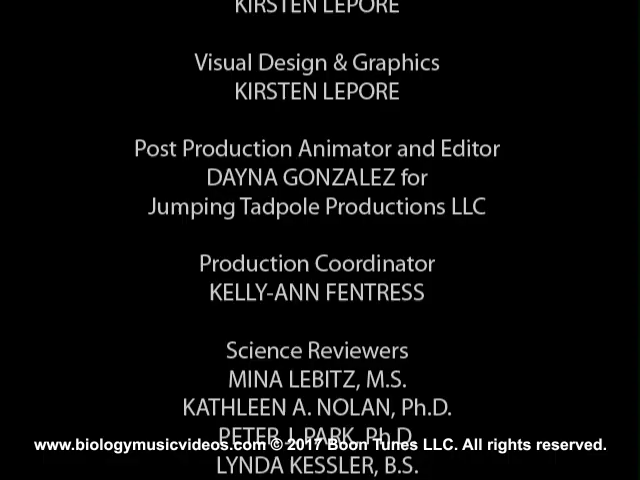 KIRSTEN LEPORE
Visual Design & Graphics
KIRSTEN LEPORE
Post Production Animator and Editor
DAYNA GONZALEZ for
Jumping Tadpole Productions LLC
Production Coordinator
KELLY-ANN FENTRESS
Science Reviewers
MINA LEBITZ, M.S.
KATHLEEN A. NOLAN, Ph.D.
PETER J. PARK, Ph.D.
www.biologymusicvideos.com © 2017 Boon Tunes LLC. All rights reserved.
LYNDA KESSLER, B.S.